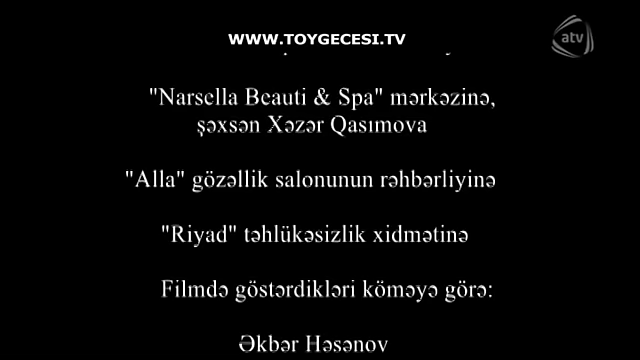 WWW.TOYGECESI.TV
atv
"Narsella Beauti & Spa" mərkəzinə,
şəxsən Xəzər Qasımova
"Alla" gözəllik salonunun rəhbərliyinə
"Riyad" təhlükəsizlik xidmətinə
Filmdə göstərdikləri köməyə görə:
Əkbər Həsənov